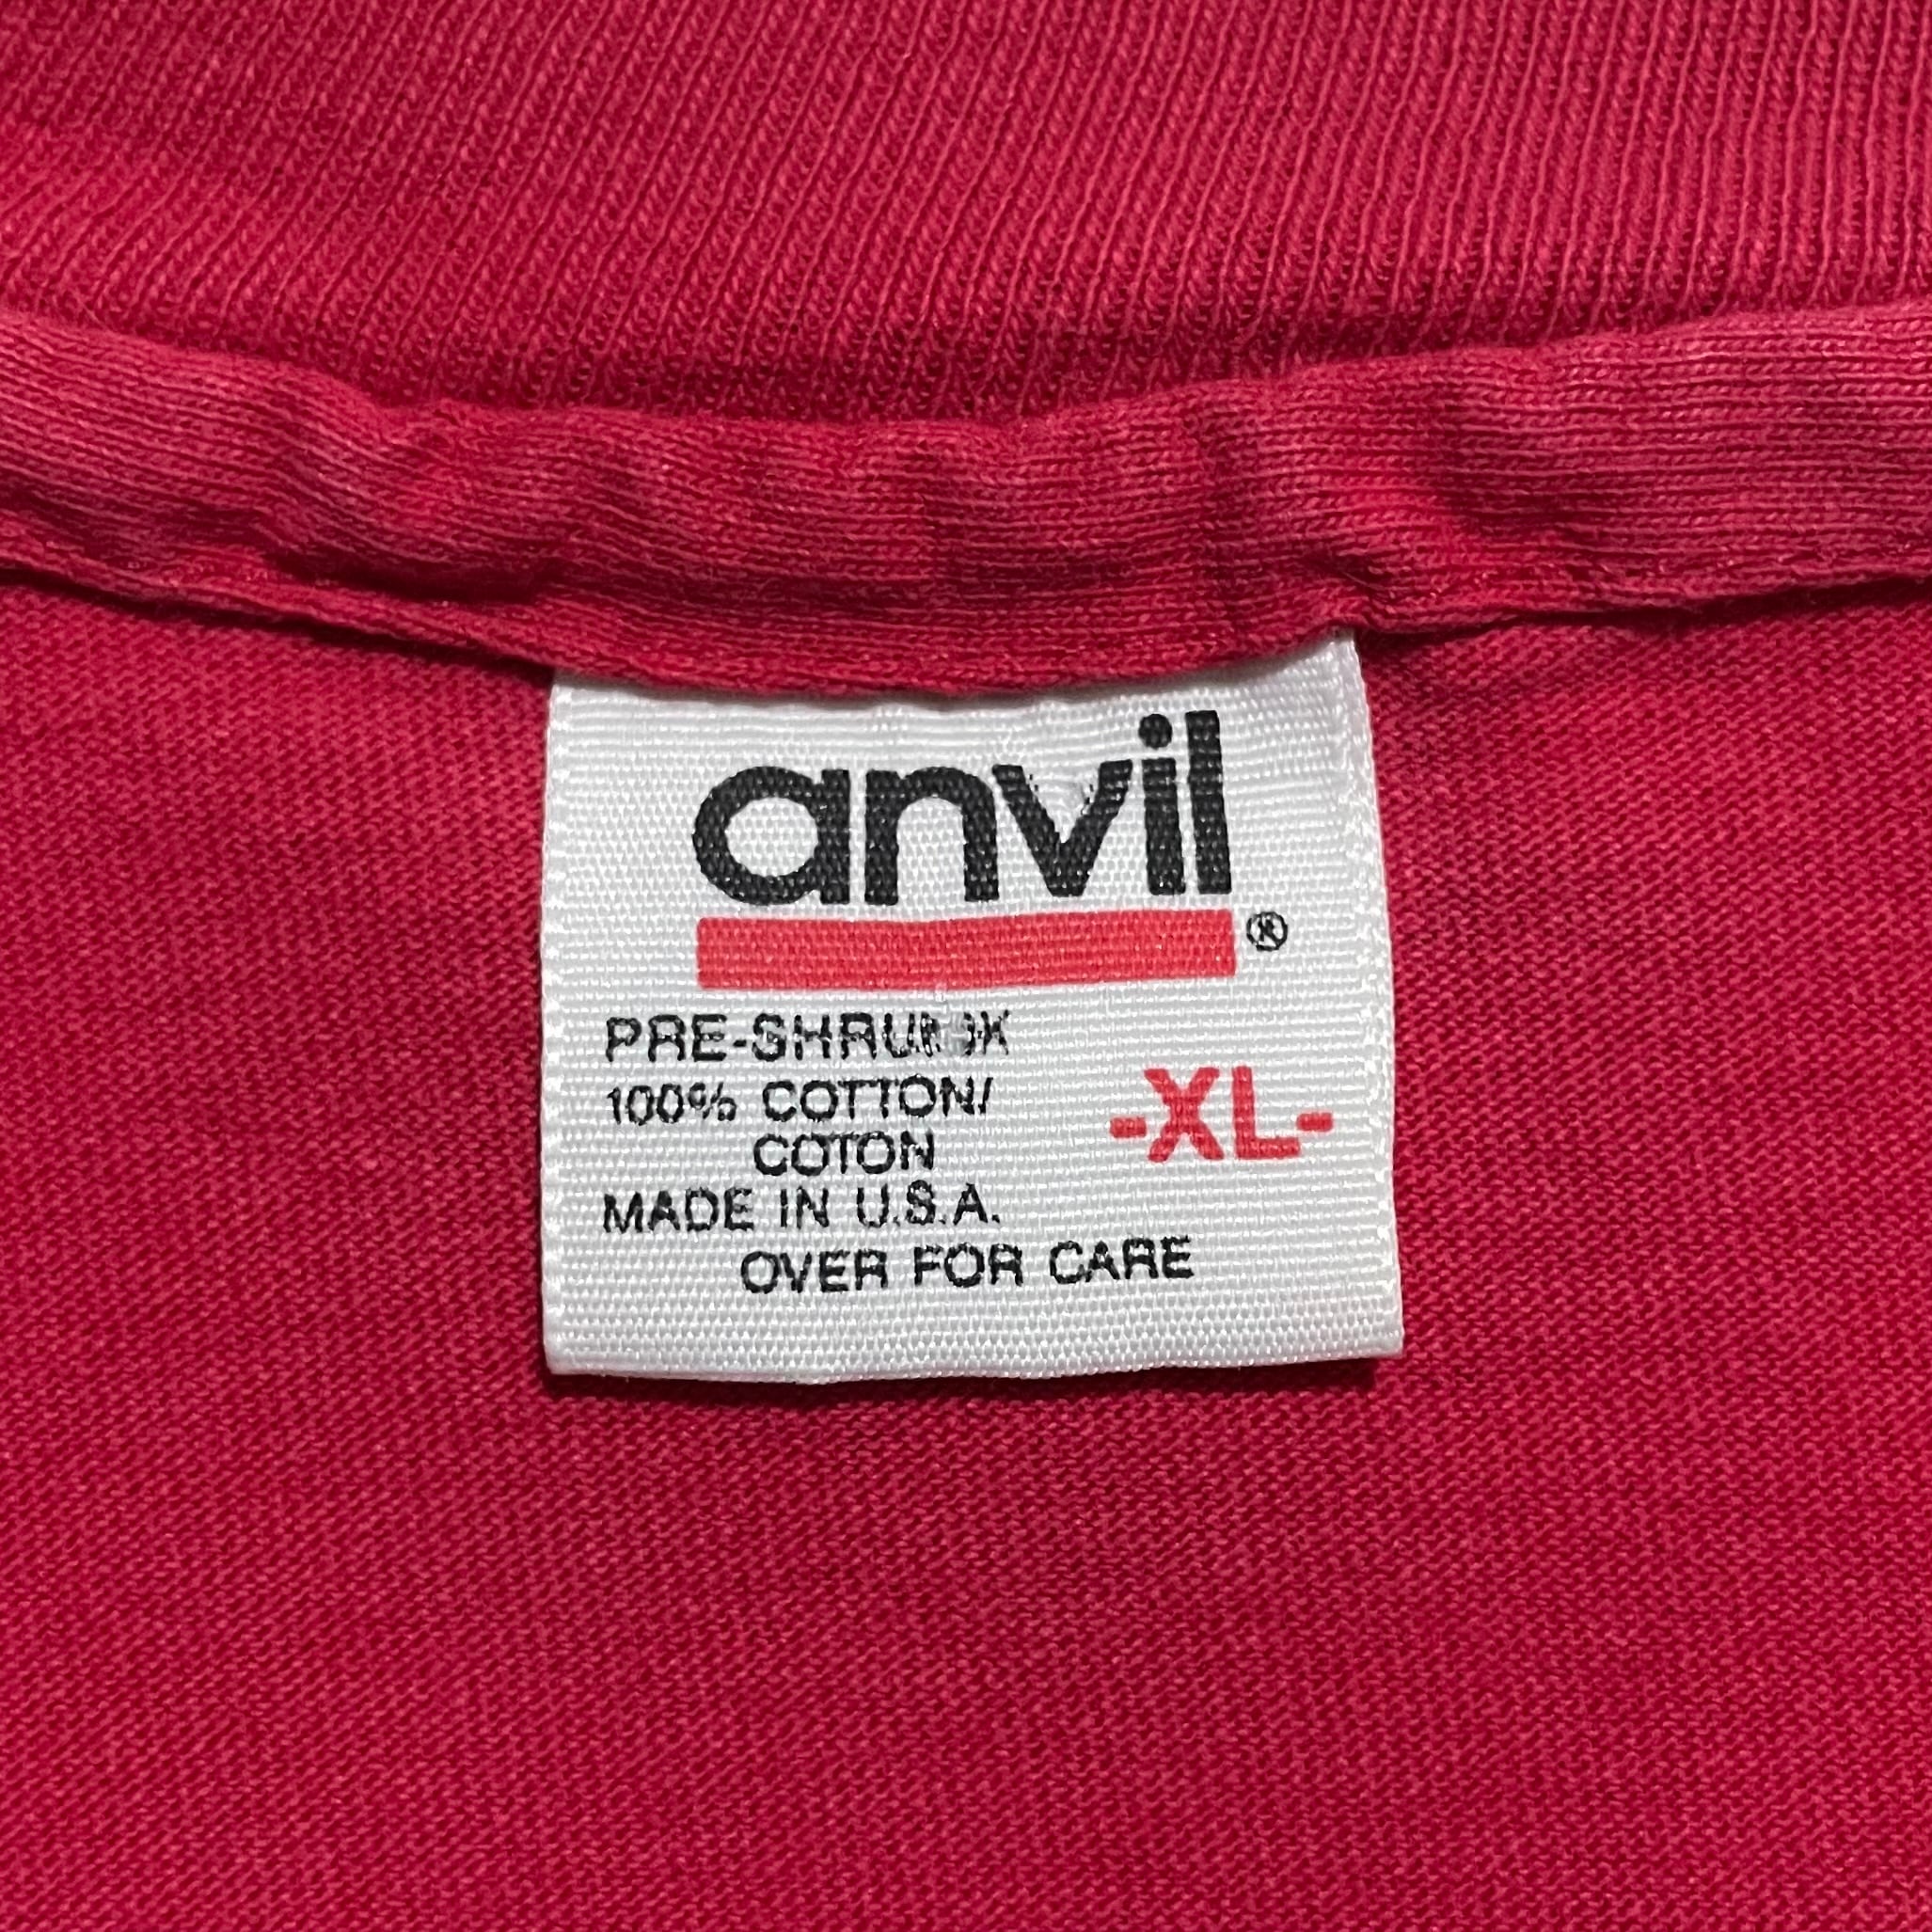 anvil
®
PRE-SHRUNK
100% COTTON/
COTON
-XL-
MADE IN U.S.A.
OVER FOR CARE